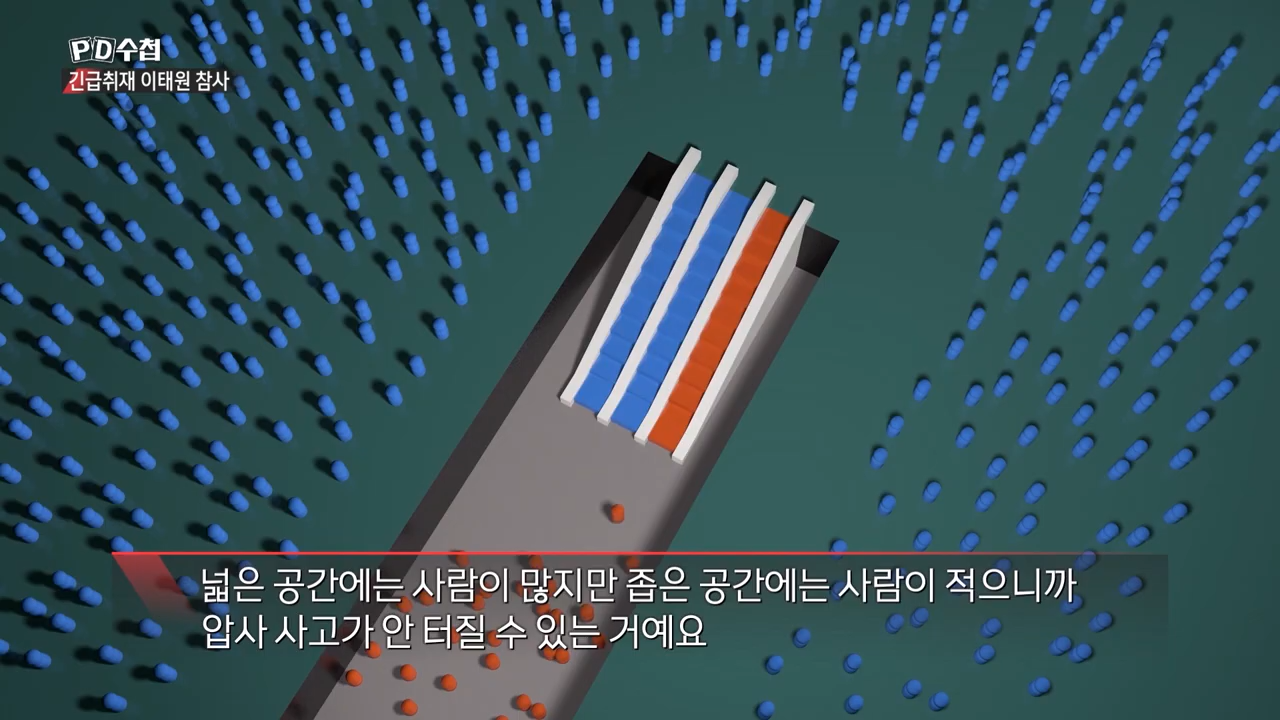 PD수첩
긴급취재 이태원 참사
넓은 공간에는 사람이 많지만 좁은 공간에는 사람이 적으니까
압사 사고가 안 터질 수 있는 거예요